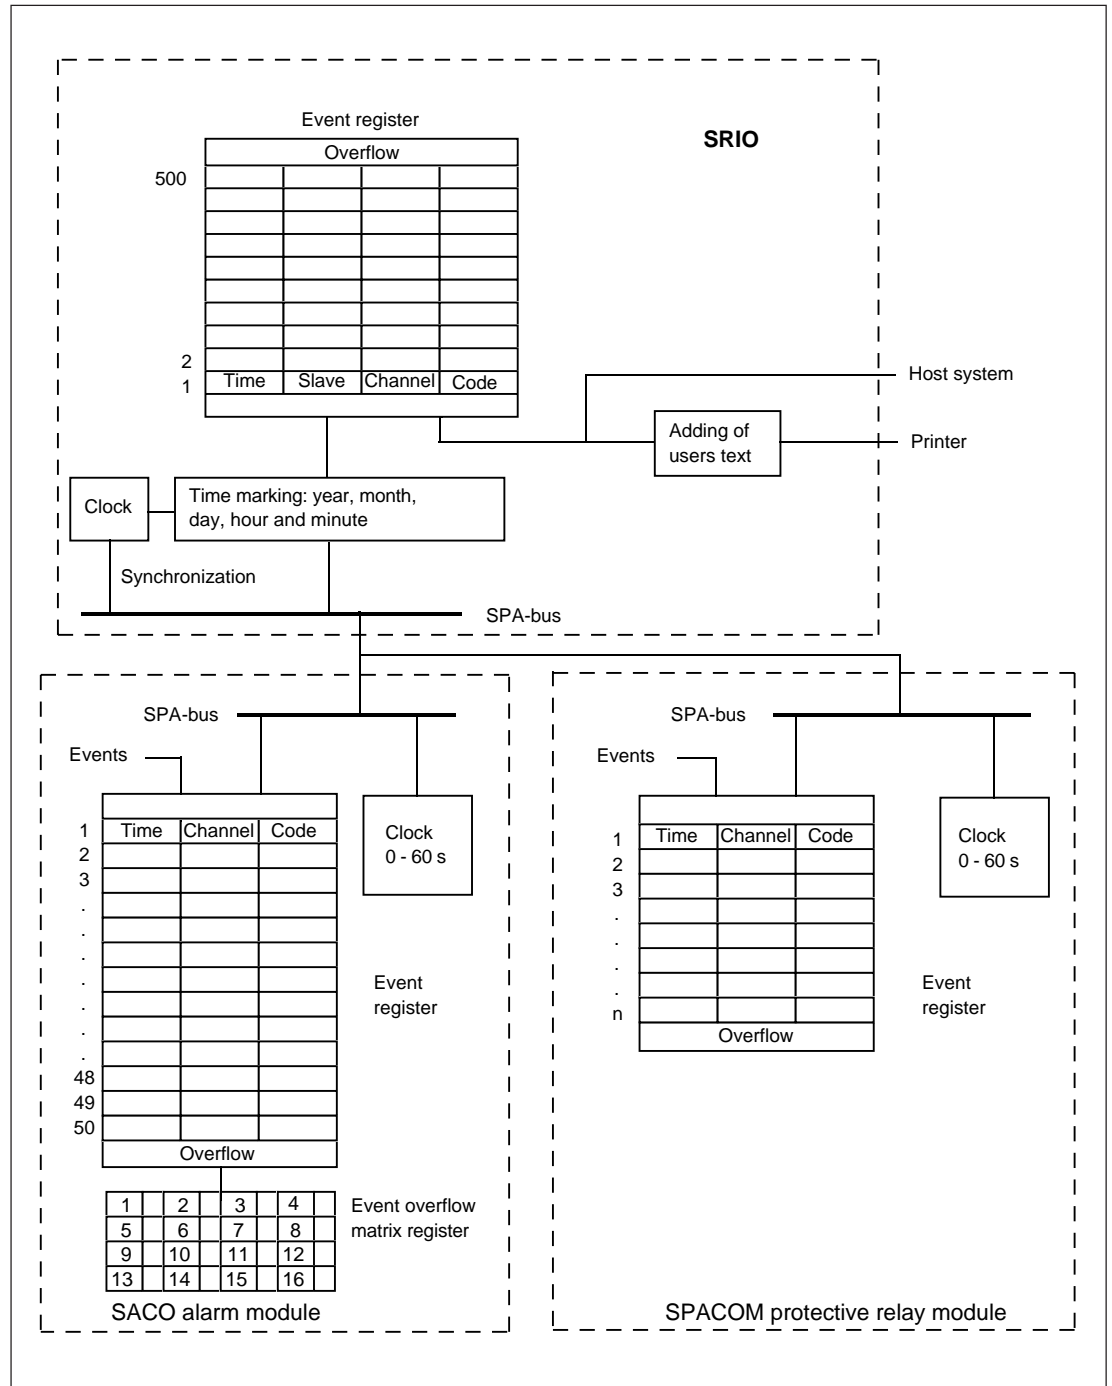 Event register
SRIO
Overflow
500
2
1
Time Slave Channel Code
Host system
Adding of
users text
Printer
Clock
Time marking: year, month,
day, hour and minute
Synchronization
SPA-bus
SPA-bus
Events
1
Time Channel Code
2
3
.
.
.
.
.
.
.
48
49
50
Overflow
Clock
0 - 60 s
Event
register
1 2 3 4
5 6 7 8
9 10 11 12
13 14 15 16
Event overflow
matrix register
SACO alarm module
SPA-bus
Events
1
Time Channel Code
2
3
.
.
.
.
n
Overflow
Clock
0 - 60 s
Event
register
SPACOM protective relay module